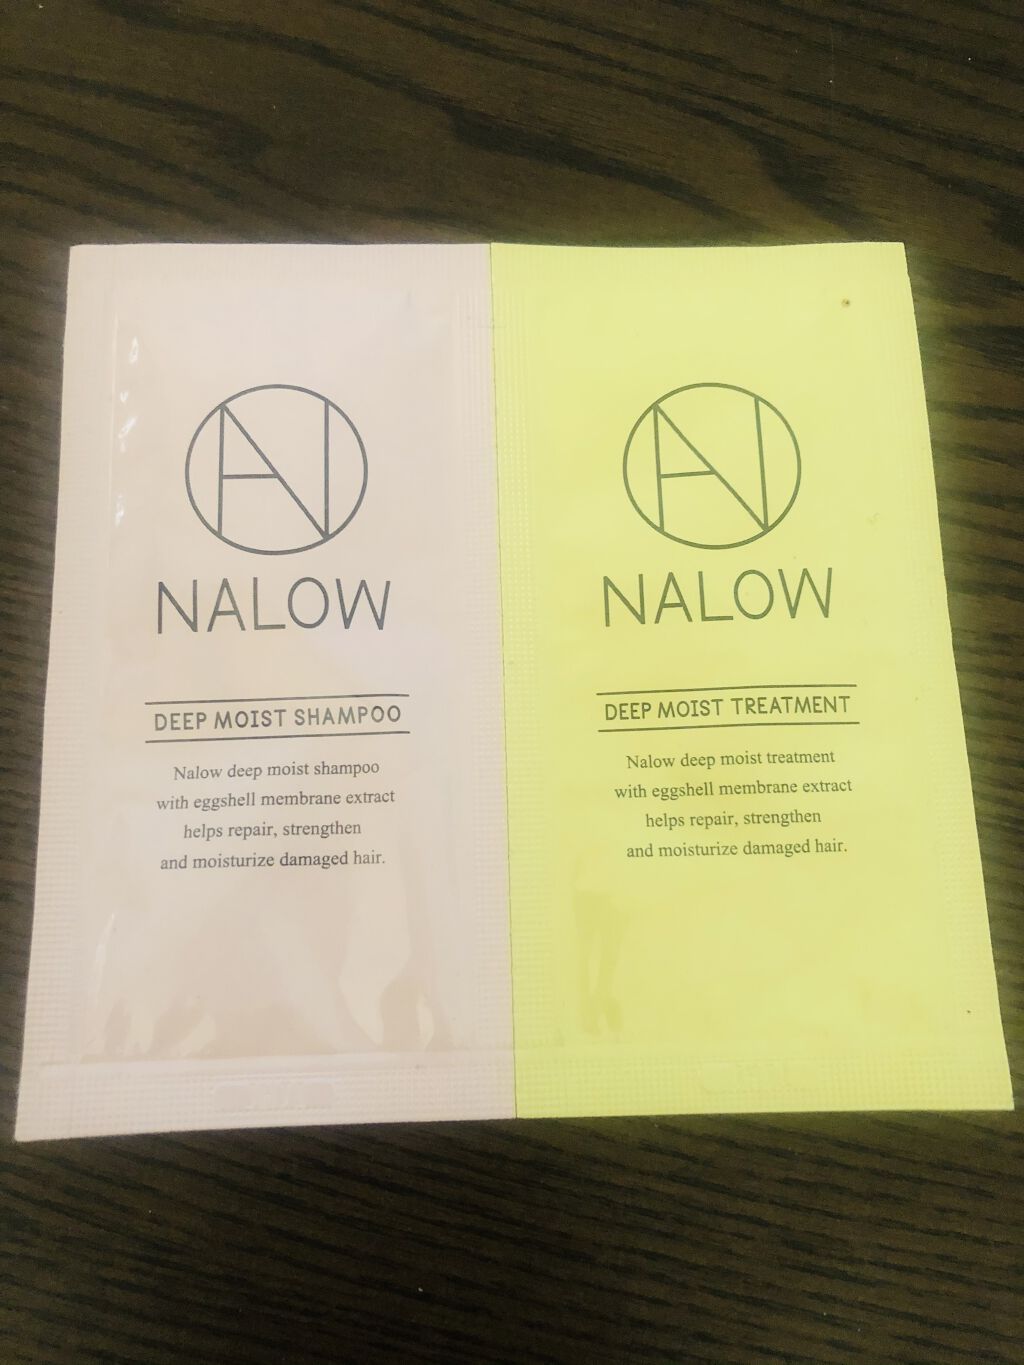 NALOW
DEEP MOIST SHAMPOO
Nalow deep moist shampoo
with eggshell membrane extract
helps repair, strengthen
and moisturize damaged hair.
NALOW
DEEP MOIST TREATMENT
Nalow deep moist treatment
with eggshell membrane extract
helps repair, strengthen
and moisturize damaged hair.